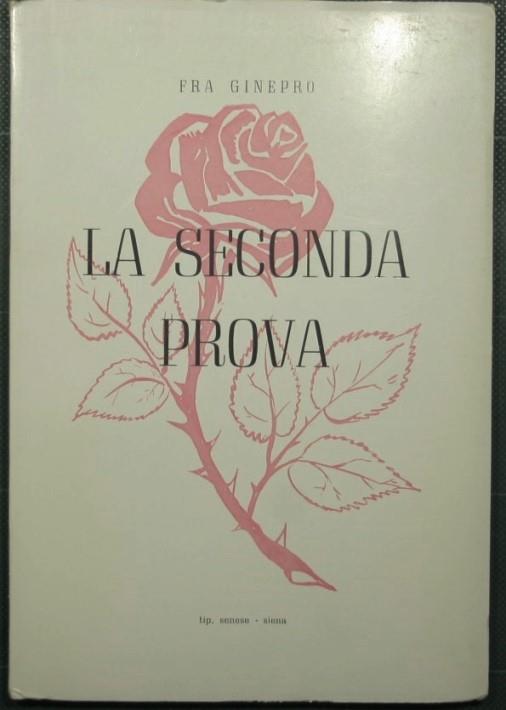 FRA GINEPRO
LA SECONDA
PROVA
tip. senese - siena